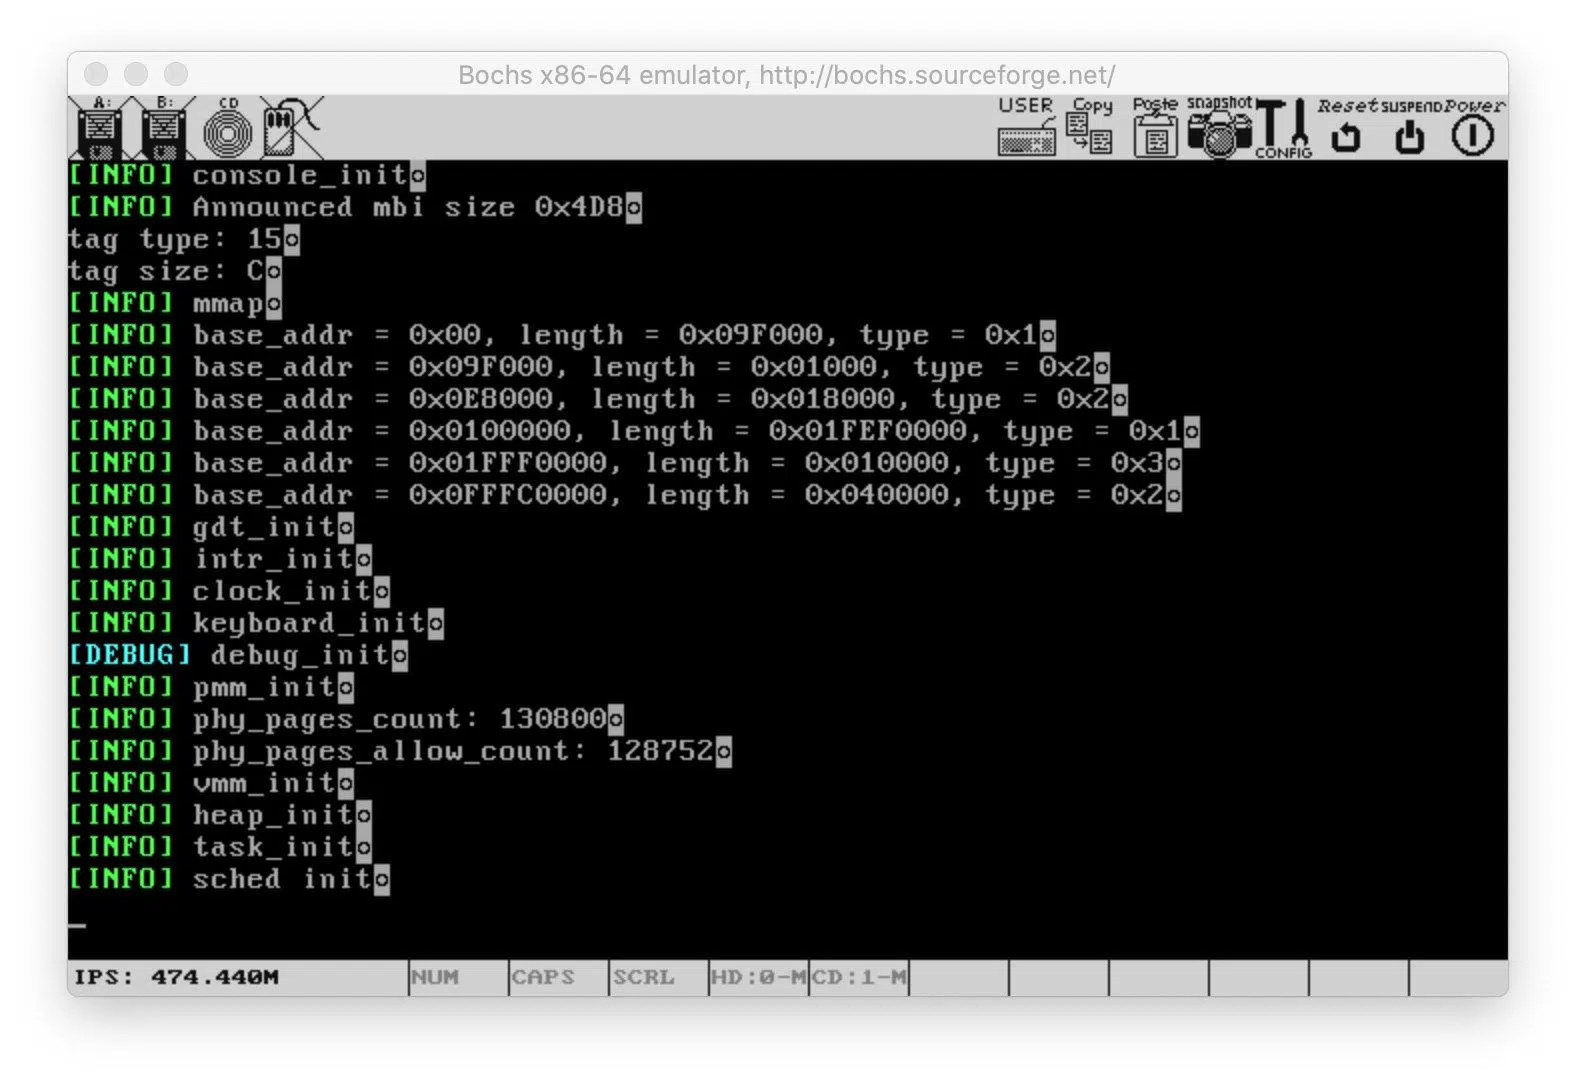 Bochs x86-64 emulator, http://bochs.sourceforge.net/
A: B: CD USER Copy Paste snapshot CONFIG Reset SUSPEND Power
[INFO] console_init◘
[INFO] Announced mbi size 0x4D8◘
tag type: 15◘
tag size: C◘
[INFO] mmap◘
[INFO] base_addr = 0x00, length = 0x09F000, type = 0x1◘
[INFO] base_addr = 0x09F000, length = 0x01000, type = 0x2◘
[INFO] base_addr = 0x0E8000, length = 0x018000, type = 0x2◘
[INFO] base_addr = 0x0100000, length = 0x01FEF0000, type = 0x1◘
[INFO] base_addr = 0x01FFF0000, length = 0x010000, type = 0x3◘
[INFO] base_addr = 0x0FFFC0000, length = 0x040000, type = 0x2◘
[INFO] gdt_init◘
[INFO] intr_init◘
[INFO] clock_init◘
[INFO] keyboard_init◘
[DEBUG] debug_init◘
[INFO] pmm_init◘
[INFO] phy_pages_count: 130800◘
[INFO] phy_pages_allow_count: 128752◘
[INFO] vmm_init◘
[INFO] heap_init◘
[INFO] task_init◘
[INFO] sched init◘
_
IPS: 474.440M NUM CAPS SCRL HD:0-M CD:1-M